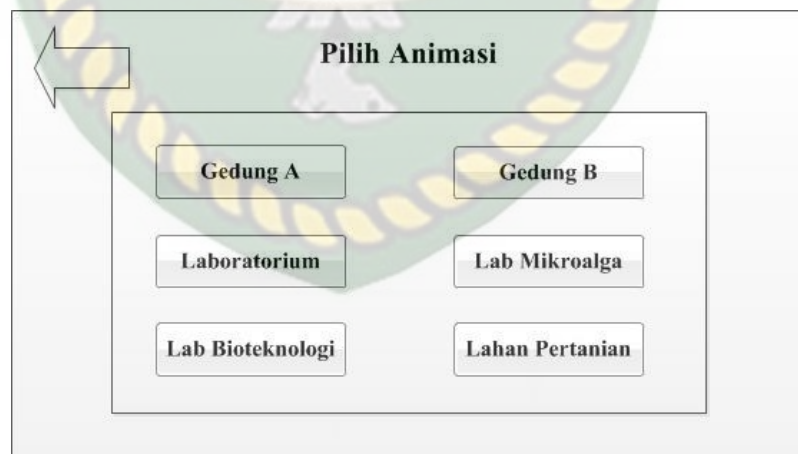 Pilih Animasi
Gedung A
Gedung B
Laboratorium
Lab Mikroalga
Lab Bioteknologi
Lahan Pertanian